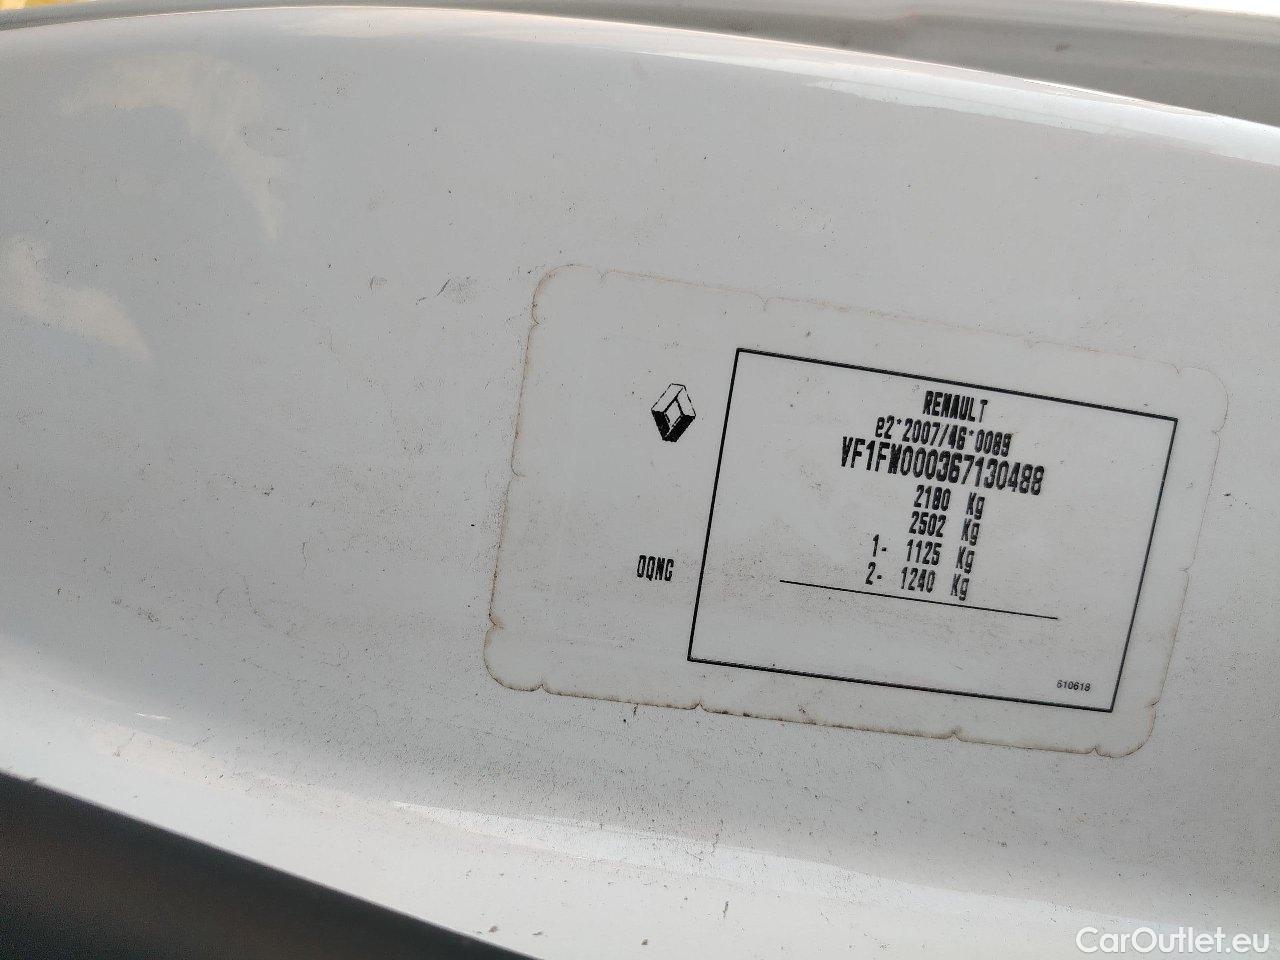 RENAULT
e2*2007/46*0089
VF1FW000367130488
2180 Kg
2502 Kg
1- 1125 Kg
2- 1240 Kg
DQNG
610618
CarOutlet.eu